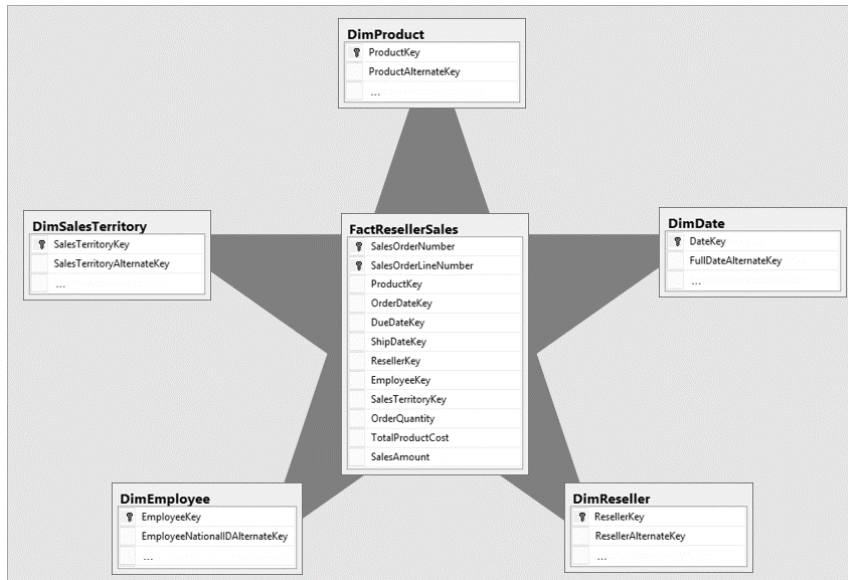 DimProduct
ProductKey
ProductAlternateKey
...
DimSalesTerritory
SalesTerritoryKey
SalesTerritoryAlternateKey
...
FactResellerSales
SalesOrderNumber
SalesOrderLineNumber
ProductKey
OrderDateKey
DueDateKey
ShipDateKey
ResellerKey
EmployeeKey
SalesTerritoryKey
OrderQuantity
TotalProductCost
SalesAmount
DimDate
DateKey
FullDateAlternateKey
...
DimEmployee
EmployeeKey
EmployeeNationalIDAlternateKey
...
DimReseller
ResellerKey
ResellerAlternateKey
...